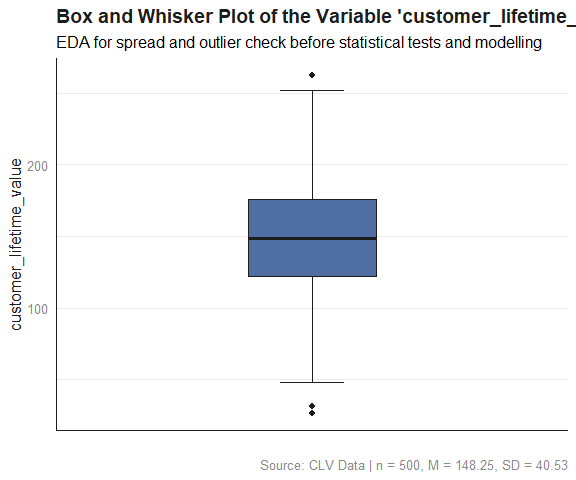 Box and Whisker Plot of the Variable 'customer_lifetime_
EDA for spread and outlier check before statistical tests and modelling
customer_lifetime_value
200
100
Source: CLV Data | n = 500, M = 148.25, SD = 40.53